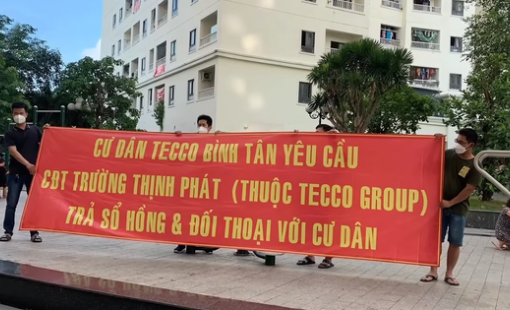 CƯ DÂN TECCO BÌNH TÂN YÊU CẦU
CĐT TRƯỜNG THỊNH PHÁT (THUỘC TECCO GROUP)
TRẢ SỔ HỒNG & ĐỐI THOẠI VỚI CƯ DÂN